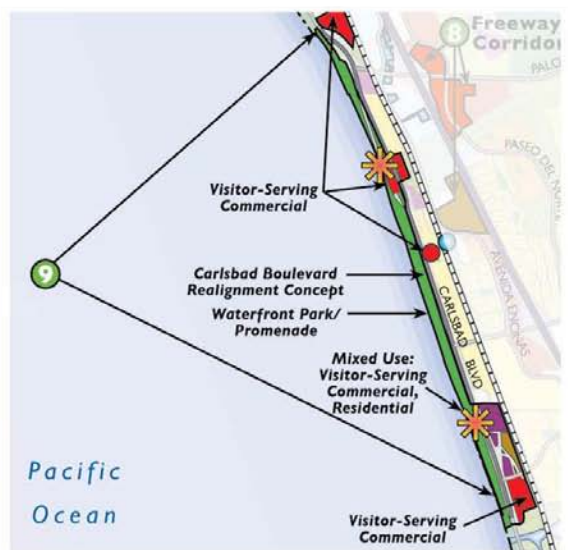 8
Freeway
Corridor
PALO
PASEO DEL NORTE
Visitor-Serving
Commercial
9
Carlsbad Boulevard
Realignment Concept
Waterfront Park/
Promenade
CARLSBAD BLVD
AVENIDA ENCINAS
Mixed Use:
Visitor-Serving
Commercial,
Residential
Pacific
Ocean
Visitor-Serving
Commercial